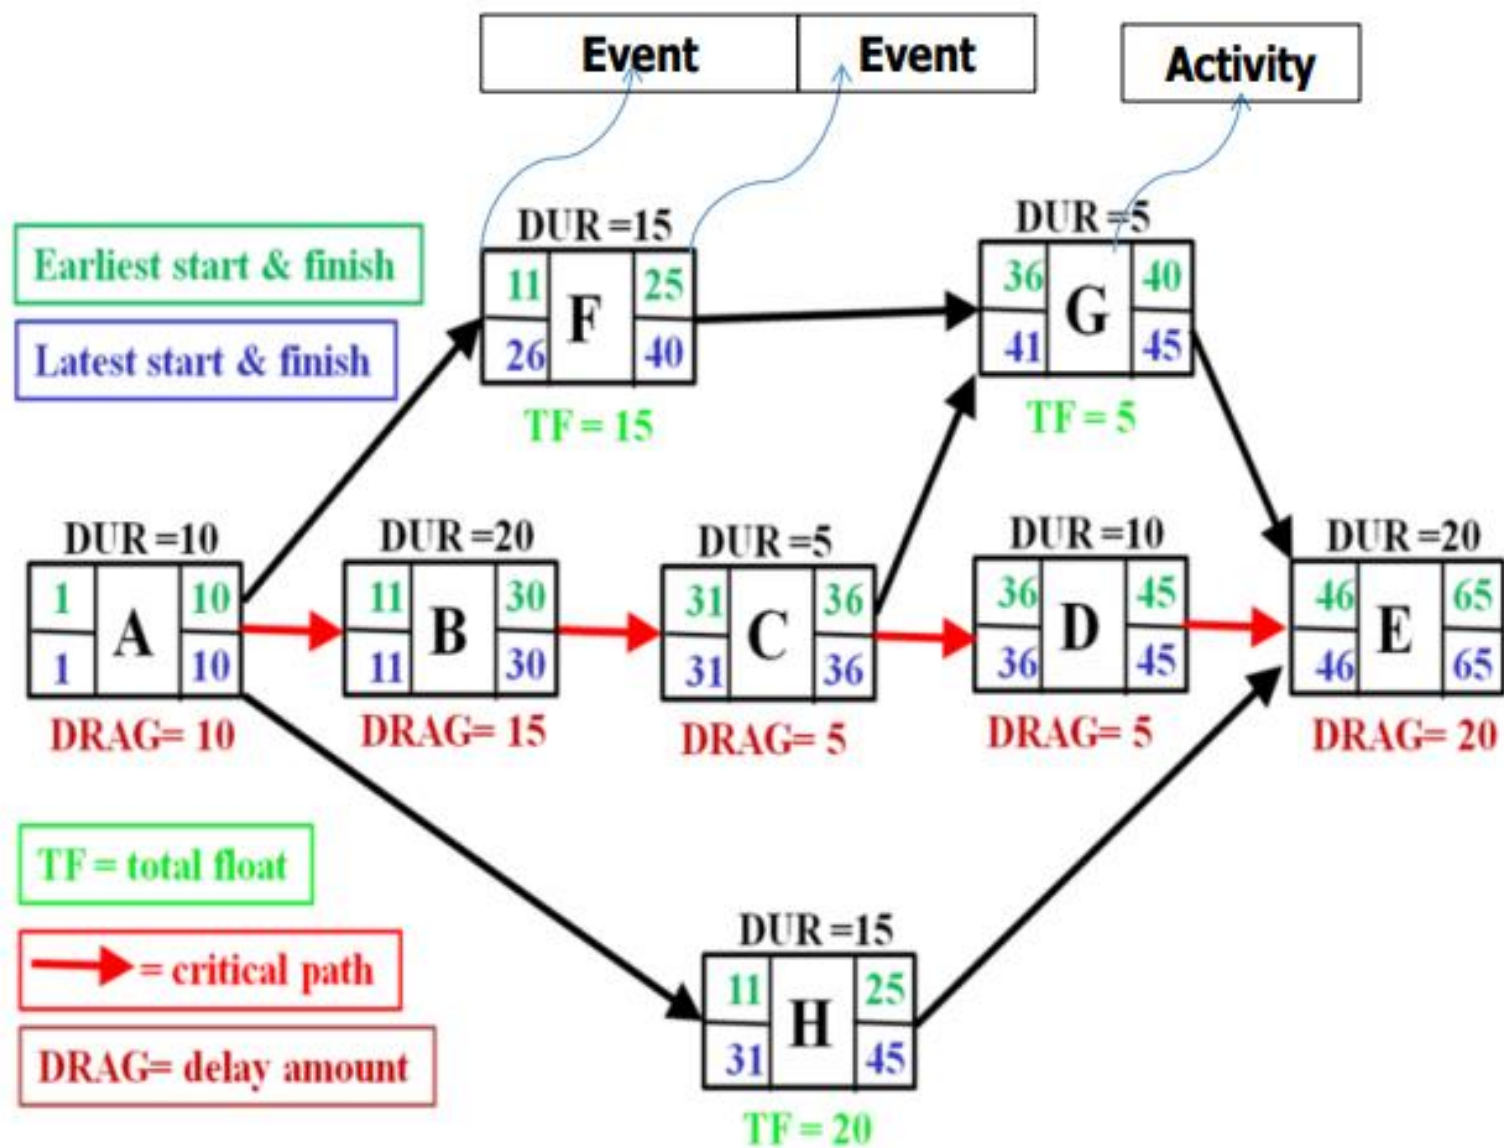 Event
Event
Activity
Earliest start & finish
Latest start & finish
DUR =15
11
F
25
26
40
TF = 15
DUR =5
36
G
40
41
45
TF = 5
DUR =10
1
A
10
1
10
DRAG= 10
DUR =20
11
B
30
11
30
DRAG= 15
DUR =5
31
C
36
31
36
DRAG= 5
DUR =10
36
D
45
36
45
DRAG= 5
DUR =20
46
E
65
46
65
DRAG= 20
TF = total float
= critical path
DRAG= delay amount
DUR =15
11
H
25
31
45
TF = 20